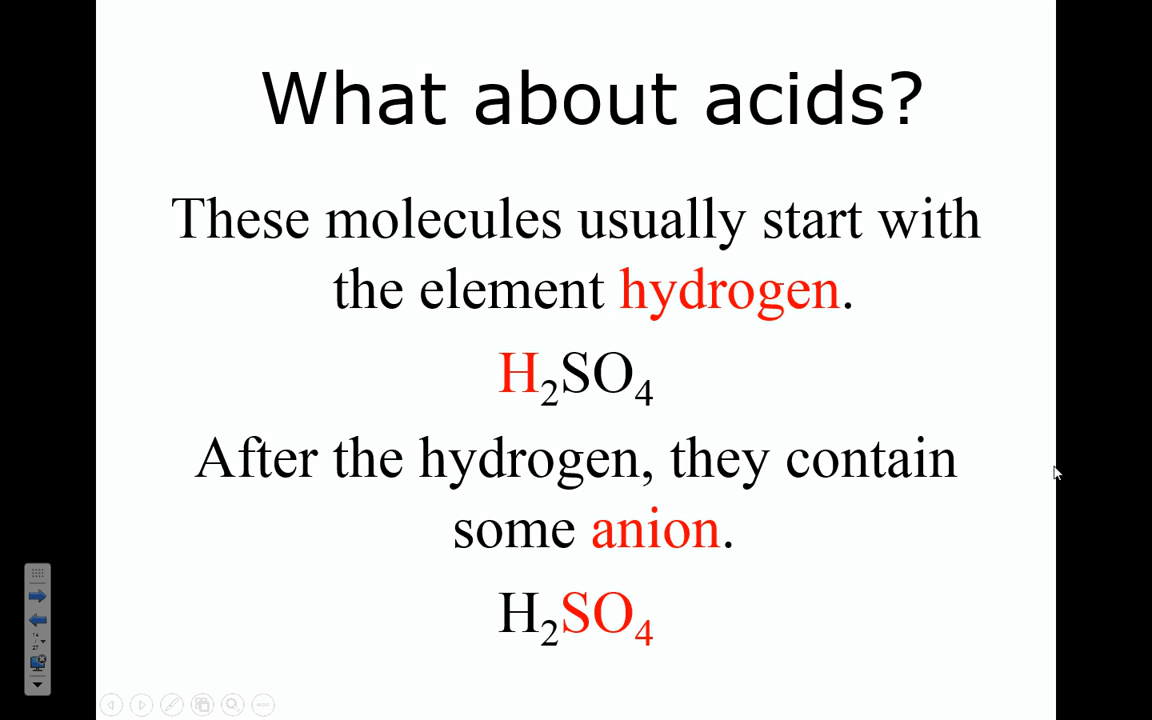 What about acids?
These molecules usually start with
the element hydrogen.
H₂SO₄
After the hydrogen, they contain
some anion.
H₂SO₄